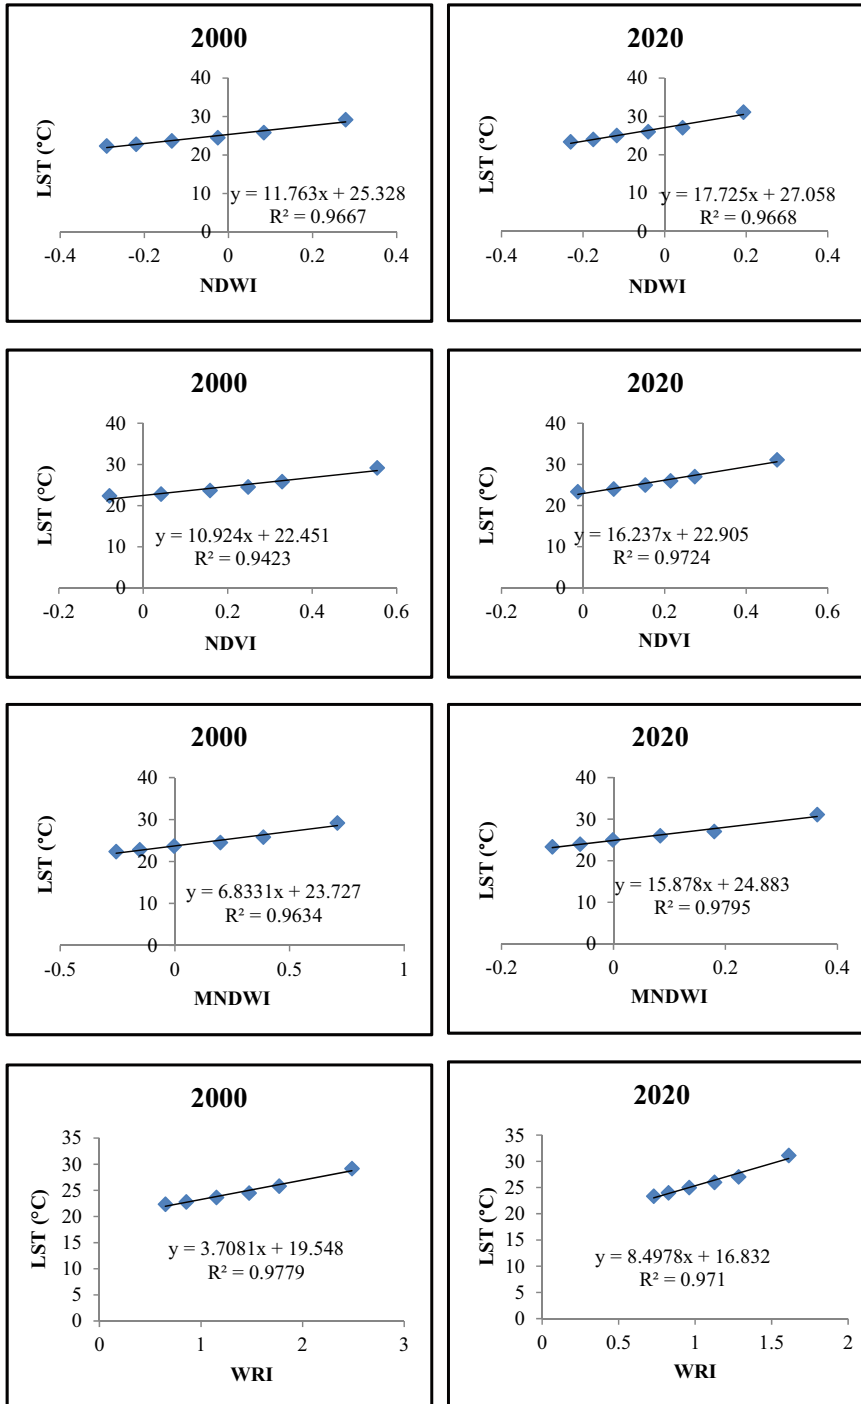 2000
40
30
20
10
0
-0.4
-0.2
0
0.2
0.4
LST (°C)
NDWI
y = 11.763x + 25.328
R² = 0.9667
2020
40
30
20
10
0
-0.4
-0.2
0
0.2
0.4
LST (°C)
NDWI
y = 17.725x + 27.058
R² = 0.9668
2000
40
30
20
10
0
-0.2
0
0.2
0.4
0.6
LST (°C)
NDVI
y = 10.924x + 22.451
R² = 0.9423
2020
40
30
20
10
0
-0.2
0
0.2
0.4
0.6
LST (°C)
NDVI
y = 16.237x + 22.905
R² = 0.9724
2000
40
30
20
10
0
-0.5
0
0.5
1
LST (°C)
MNDWI
y = 6.8331x + 23.727
R² = 0.9634
2020
40
30
20
10
0
-0.2
0
0.2
0.4
LST (°C)
MNDWI
y = 15.878x + 24.883
R² = 0.9795
2000
35
30
25
20
15
10
5
0
0
1
2
3
LST (°C)
WRI
y = 3.7081x + 19.548
R² = 0.9779
2020
35
30
25
20
15
10
5
0
0
0.5
1
1.5
2
LST (°C)
WRI
y = 8.4978x + 16.832
R² = 0.971